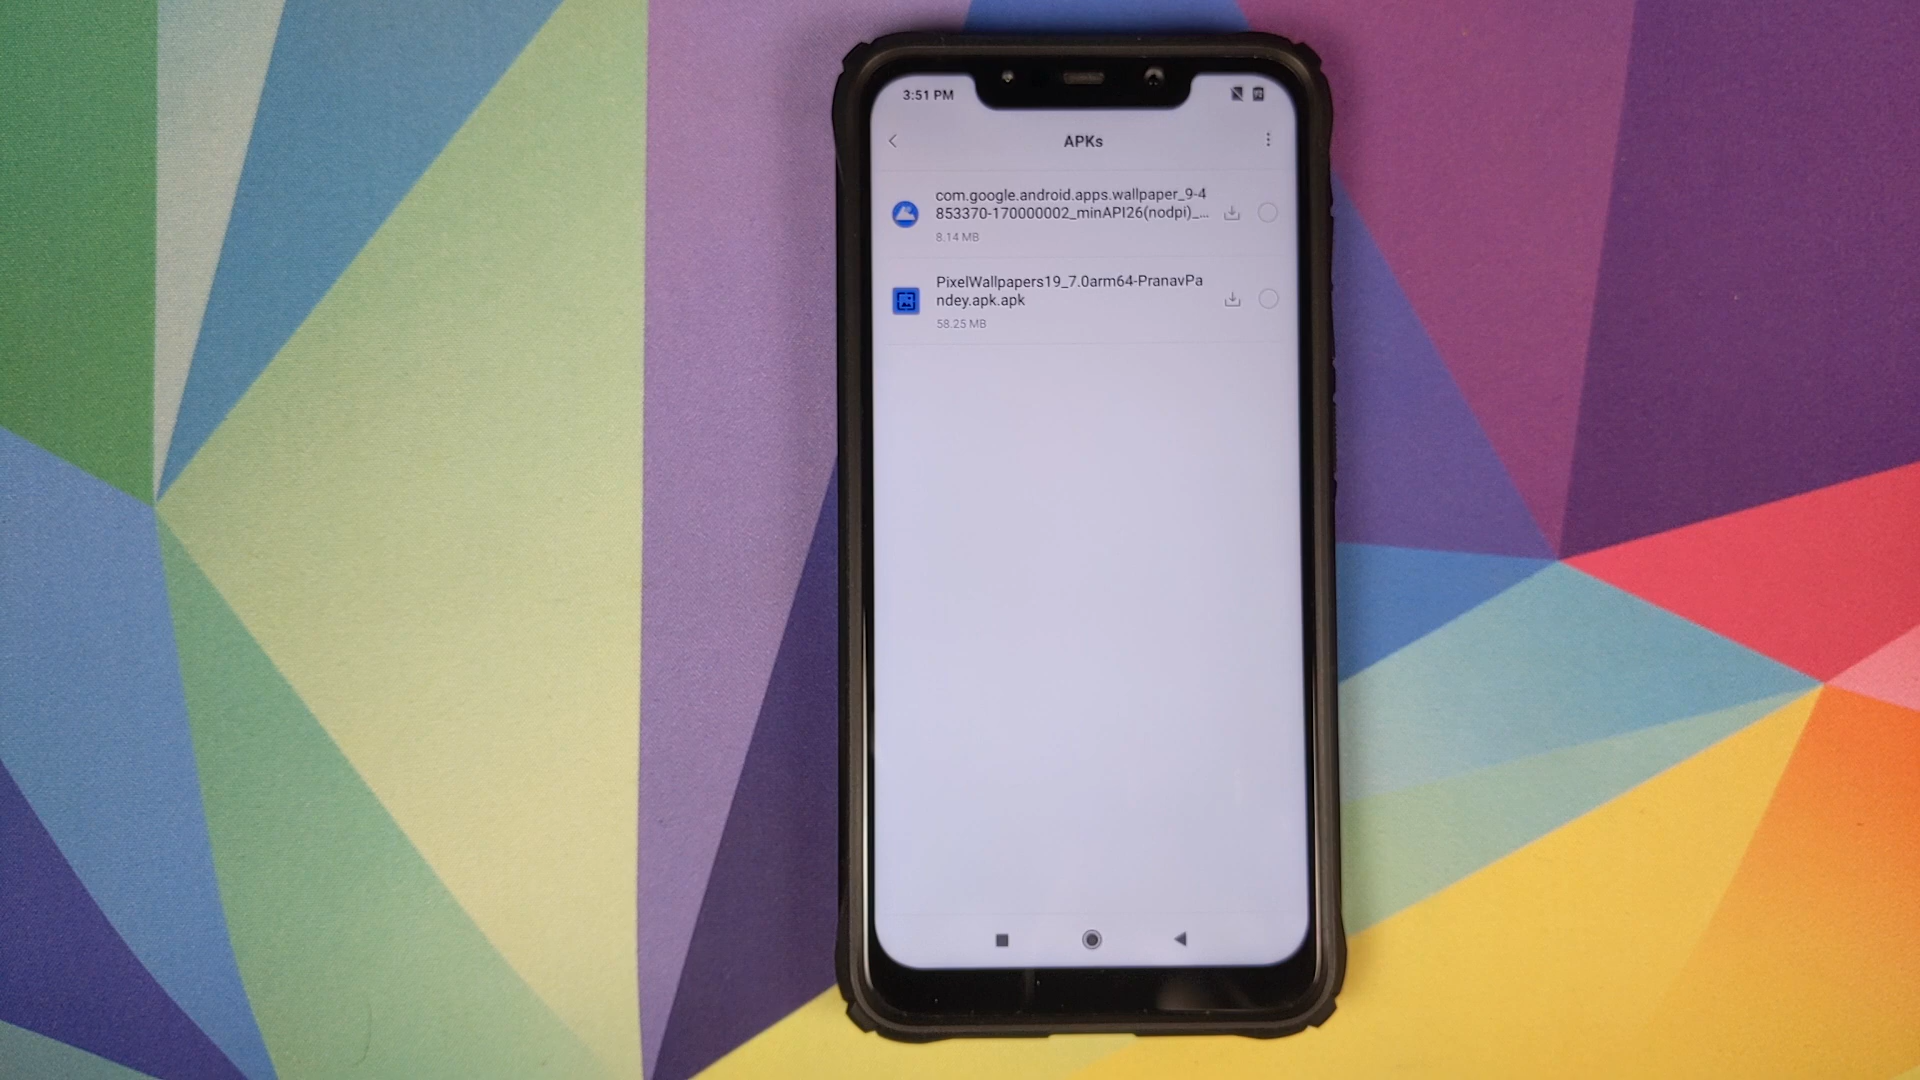 3:51 PM
APKs
com.google.android.apps.wallpaper_9-4
853370-170000002_minAPI26(nodpi)_...
8.14 MB
PixelWallpapers19_7.0arm64-PranavPa
ndey.apk.apk
58.25 MB